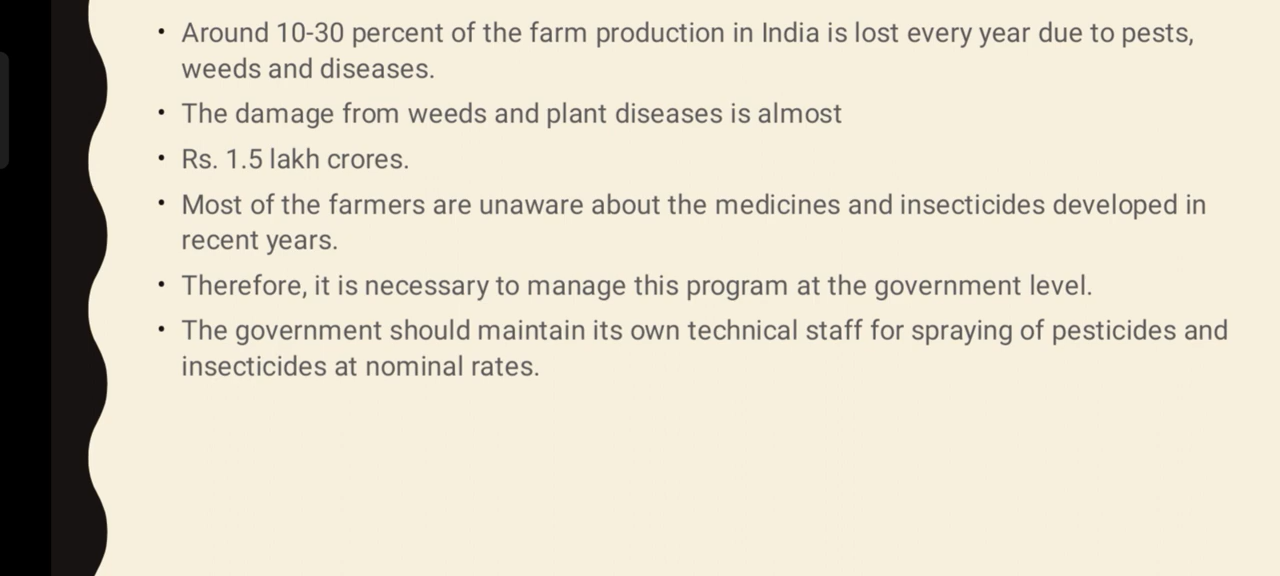 • Around 10-30 percent of the farm production in India is lost every year due to pests,
weeds and diseases.
• The damage from weeds and plant diseases is almost
• Rs. 1.5 lakh crores.
• Most of the farmers are unaware about the medicines and insecticides developed in
recent years.
• Therefore, it is necessary to manage this program at the government level.
• The government should maintain its own technical staff for spraying of pesticides and
insecticides at nominal rates.